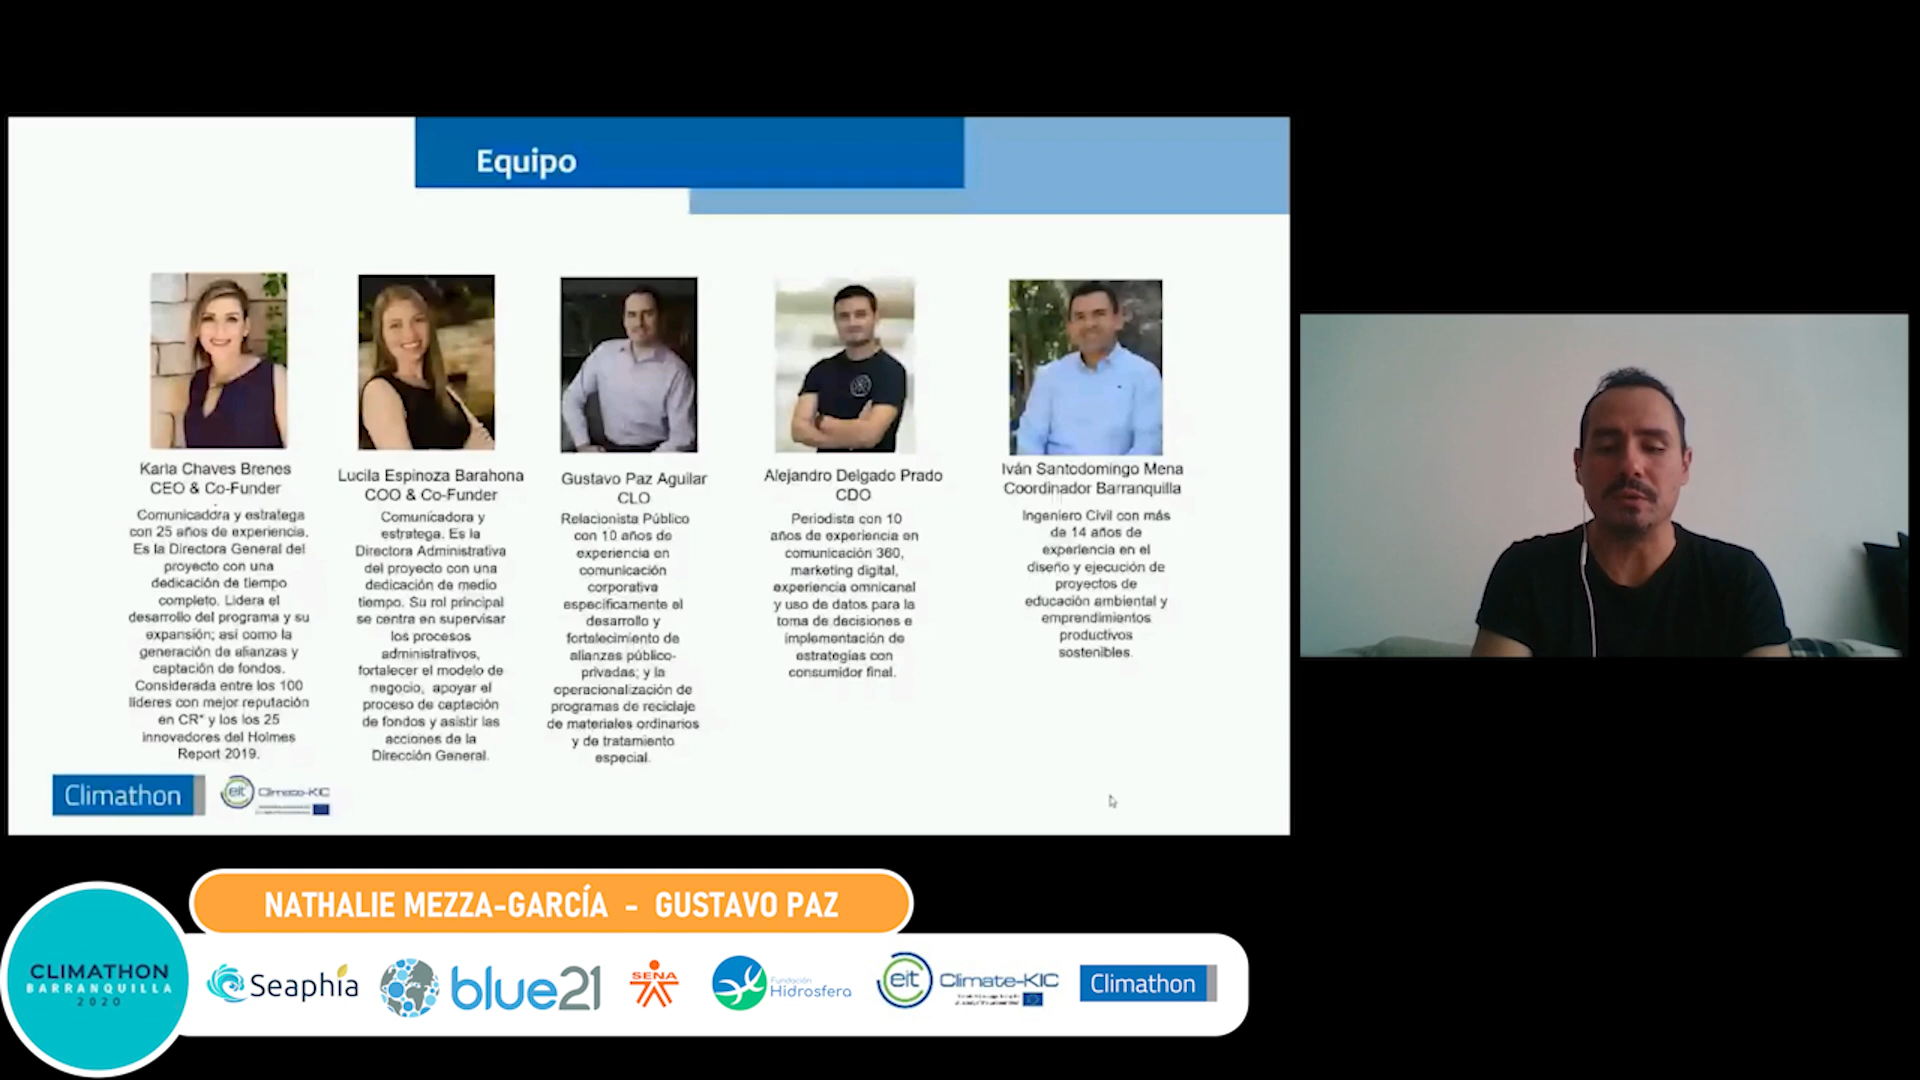 Equipo
Karla Chaves Brenes
CEO & Co-Funder
Comunicadora y estratega
con 25 años de experiencia.
Es la Directora General del
proyecto con una
dedicación de tiempo
completo. Lidera el
desarrollo del programa y su
expansión; así como la
generación de alianzas y
captación de fondos.
Considerada entre los 100
líderes con mejor reputación
en CR* y los los 25
innovadores del Holmes
Report 2019.
Lucila Espinoza Barahona
COO & Co-Funder
Comunicadora y
estratega. Es la
Directora Administrativa
del proyecto con una
dedicación de medio
tiempo. Su rol principal
se centra en supervisar
los procesos
administrativos,
fortalecer el modelo de
negocio, apoyar el
proceso de captación
de fondos y asistir las
acciones de la
Dirección General.
Gustavo Paz Aguilar
CLO
Relacionista Público
con 10 años de
experiencia en
comunicación
corporativa
específicamente el
desarrollo y
fortalecimiento de
alianzas público-
privadas; y la
operacionalización de
programas de reciclaje
de materiales ordinarios
y de tratamiento
especial.
Alejandro Delgado Prado
CDO
Periodista con 10
años de experiencia en
comunicación 360,
marketing digital,
experiencia omnicanal
y uso de datos para la
toma de decisiones e
implementación de
estrategias con
consumidor final.
Iván Santodomingo Mena
Coordinador Barranquilla
Ingeniero Civil con más
de 14 años de
experiencia en el
diseño y ejecución de
proyectos de
educación ambiental y
emprendimientos
productivos
sostenibles.
Climathon
eit Climate-KIC
NATHALIE MEZZA-GARCÍA - GUSTAVO PAZ
CLIMATHON
BARRANQUILLA
2020
Seaphia
blue21
SENA
Fundación
Hidrosfera
eit Climate-KIC
Climathon